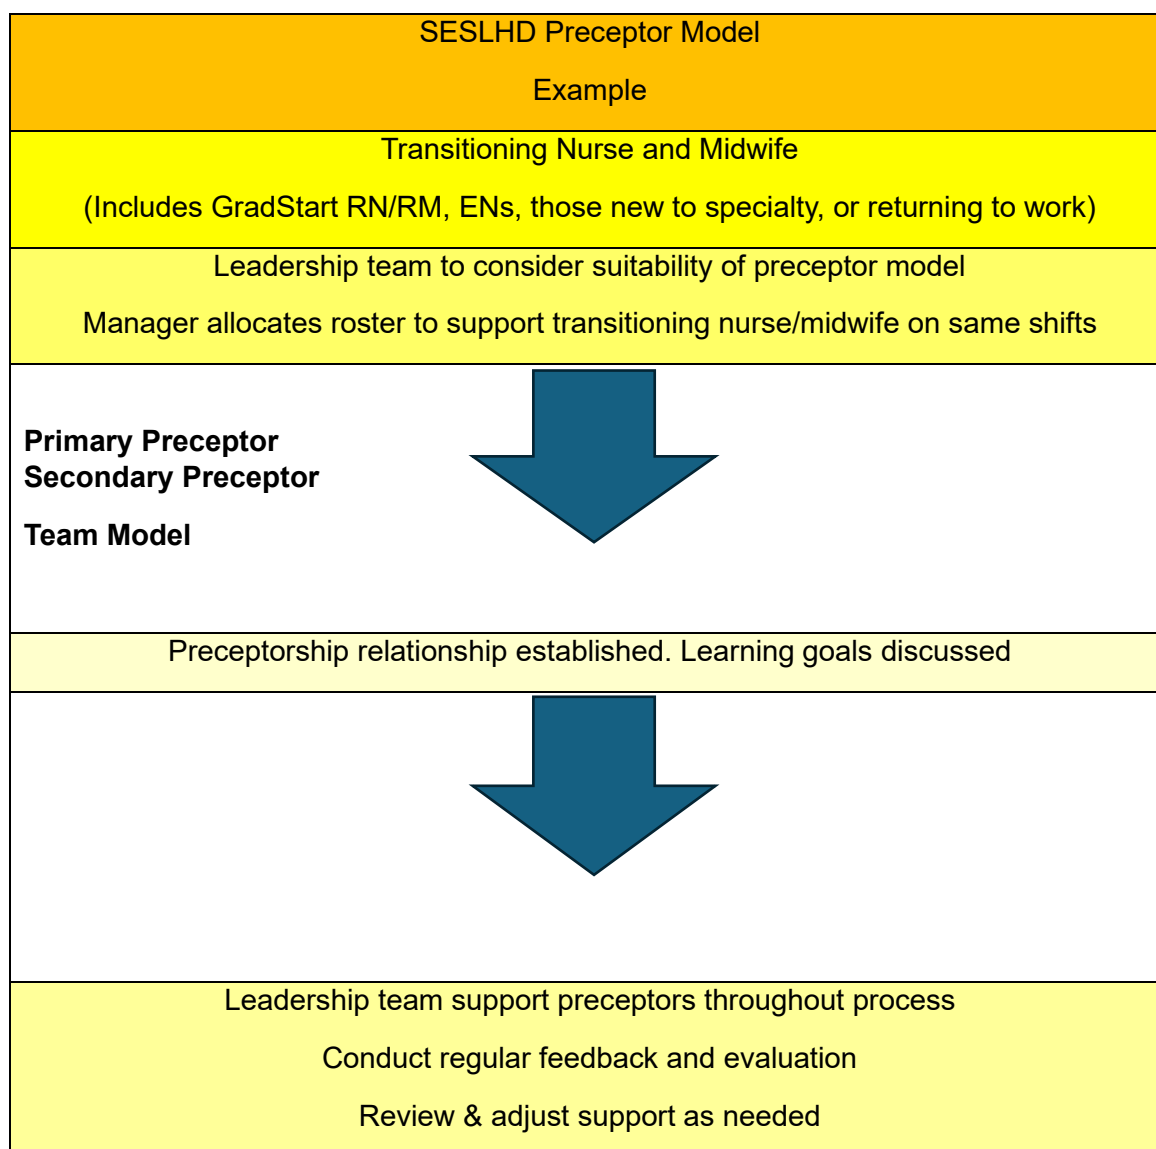 SESLHD Preceptor Model
Example
Transitioning Nurse and Midwife
(Includes GradStart RN/RM, ENs, those new to specialty, or returning to work)
Leadership team to consider suitability of preceptor model
Manager allocates roster to support transitioning nurse/midwife on same shifts
Primary Preceptor
Secondary Preceptor
Team Model
Preceptorship relationship established. Learning goals discussed
Leadership team support preceptors throughout process
Conduct regular feedback and evaluation
Review & adjust support as needed